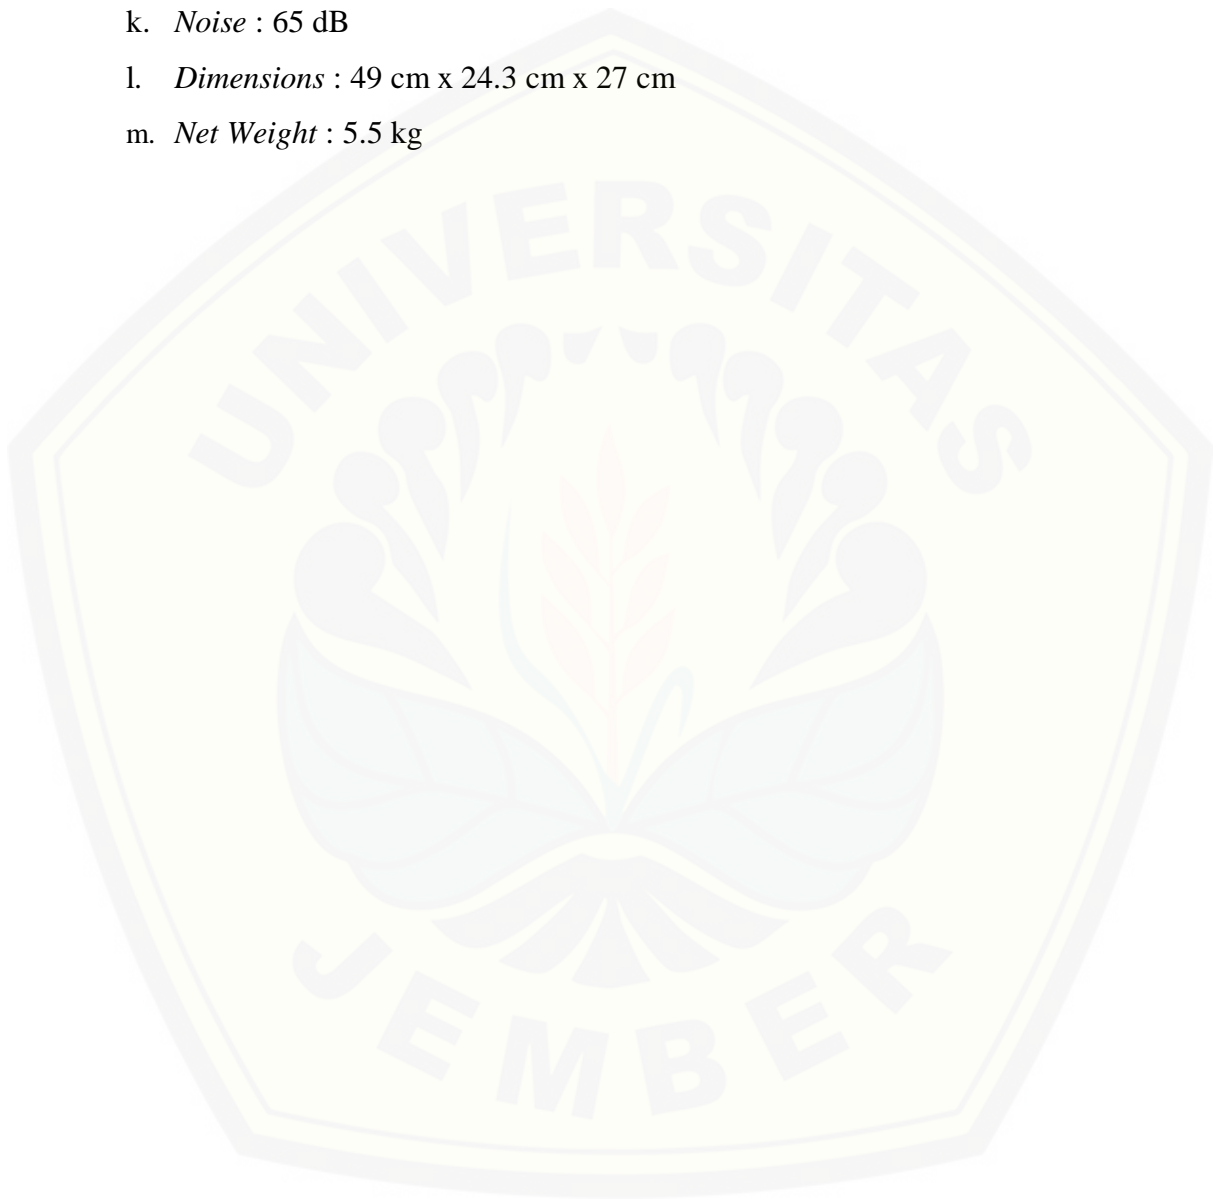 k. Noise : 65 dB
l. Dimensions : 49 cm x 24.3 cm x 27 cm
m. Net Weight : 5.5 kg
UNIVERSITAS
JEMBER